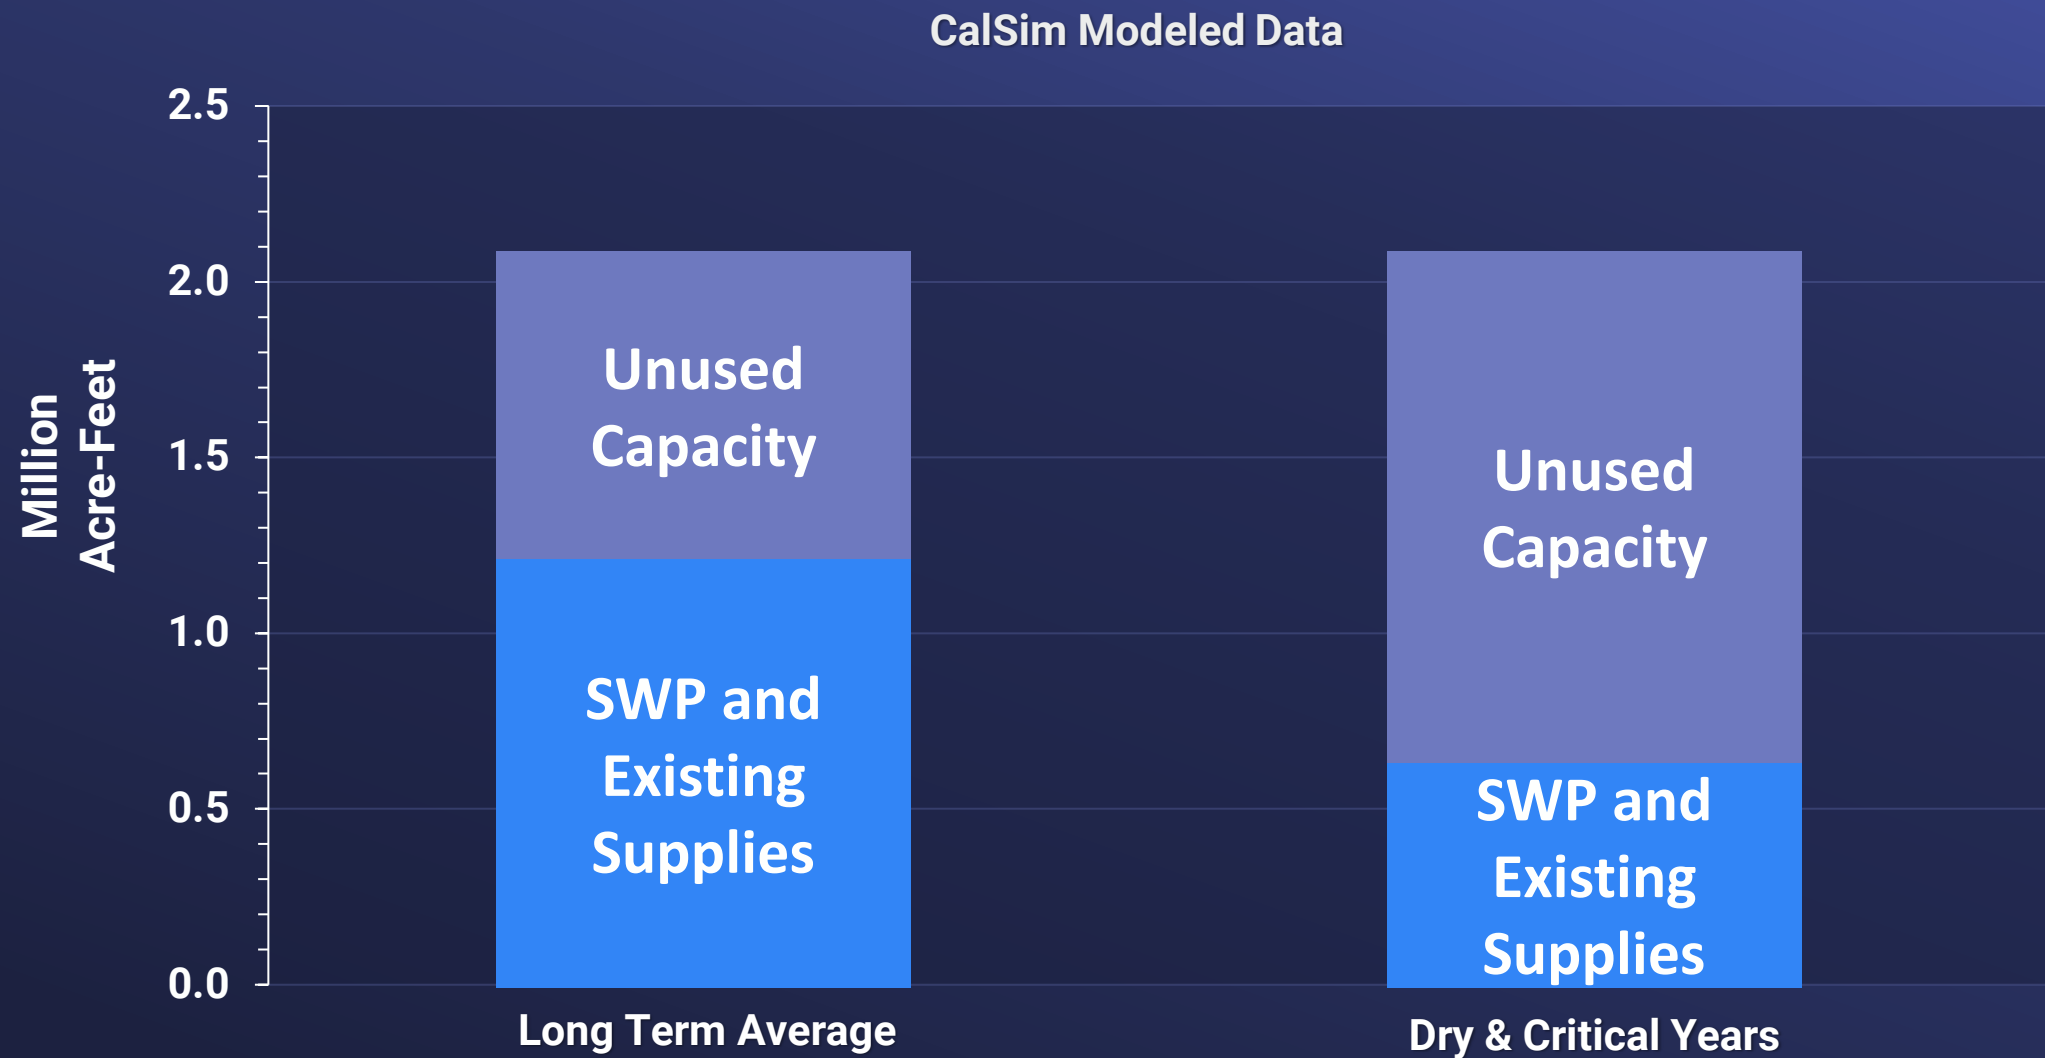 CalSim Modeled Data
2.5
2.0
1.5
1.0
0.5
0.0
Million
Acre-Feet
Unused
Capacity
SWP and
Existing
Supplies
Unused
Capacity
SWP and
Existing
Supplies
Long Term Average
Dry & Critical Years